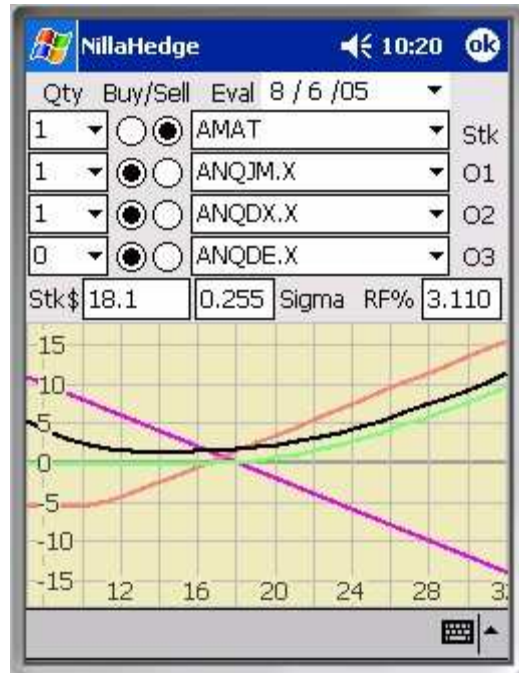 NillaHedge 10:20 ok
Qty Buy/Sell Eval 8 / 6 /05
1 AMAT Stk
1 ANQJM.X O1
1 ANQDX.X O2
0 ANQDE.X O3
Stk$ 18.1 0.255 Sigma RF% 3.110
15
10
5
0
-5
-10
-15
12 16 20 24 28 3